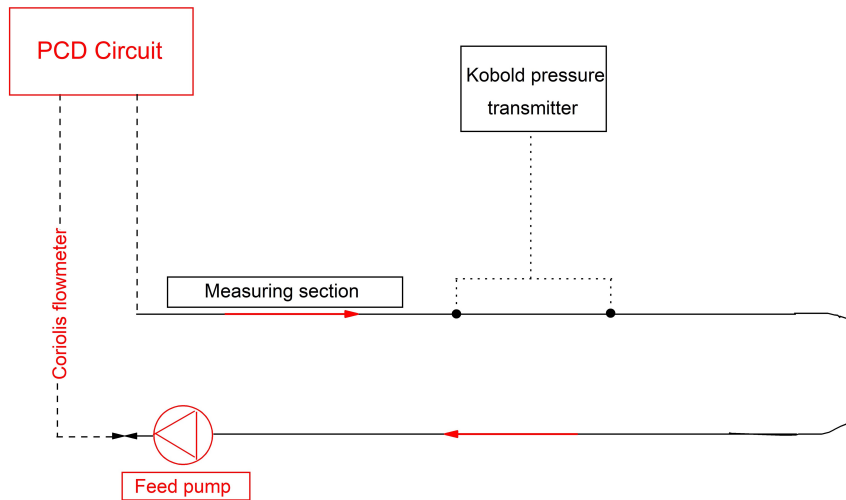 PCD Circuit
Kobold pressure
transmitter
Measuring section
Coriolis flowmeter
Feed pump